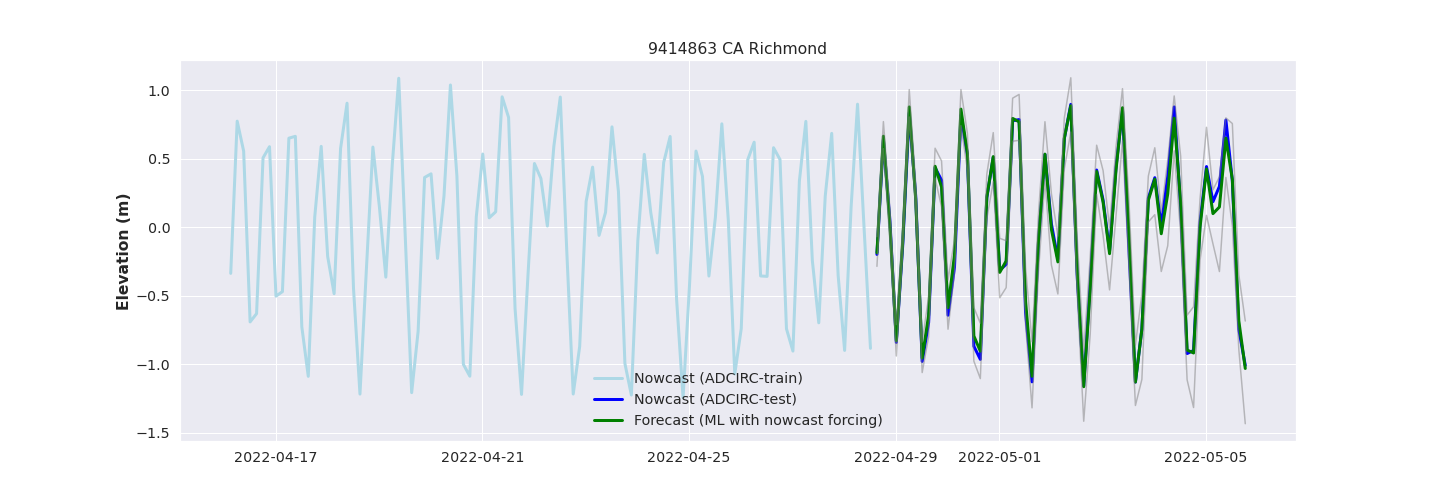 9414863 CA Richmond
Elevation (m)
1.0
0.5
0.0
−0.5
−1.0
−1.5
Nowcast (ADCIRC-train)
Nowcast (ADCIRC-test)
Forecast (ML with nowcast forcing)
2022-04-17 2022-04-21 2022-04-25 2022-04-29 2022-05-01 2022-05-05